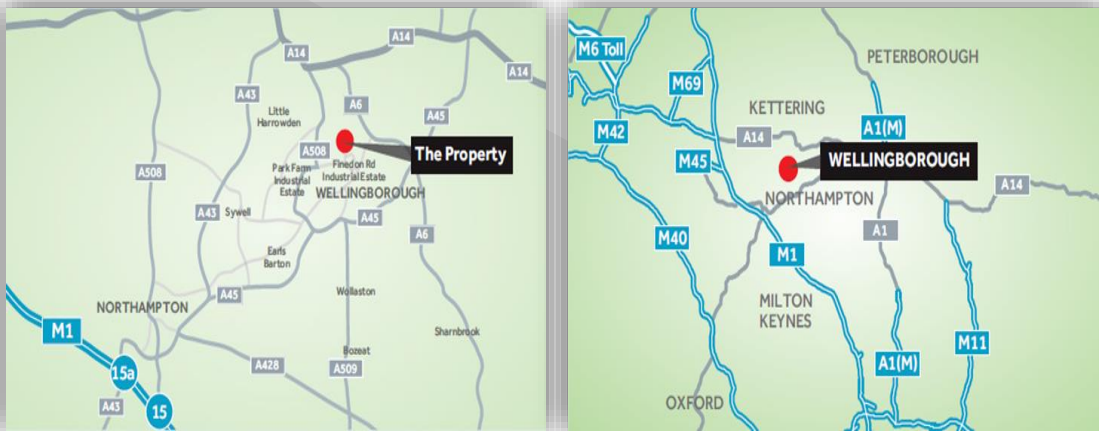 A14
A14
A14
A43
A6
Little
Harrowden
A45
A508
The Property
A508
Park Farm
Industrial
Estate
Finedon Rd
Industrial Estate
WELLINGBOROUGH
A43
Sywell
A45
A6
Earls
Barton
A45
Wollaston
NORTHAMPTON
M1
Sharnbrook
Bozeat
15a
A428
A509
A43
15
M6 Toll
PETERBOROUGH
M69
KETTERING
M42
A14
A1(M)
M45
WELLINGBOROUGH
A14
NORTHAMPTON
M40
A1
M1
MILTON
KEYNES
M11
A1(M)
OXFORD